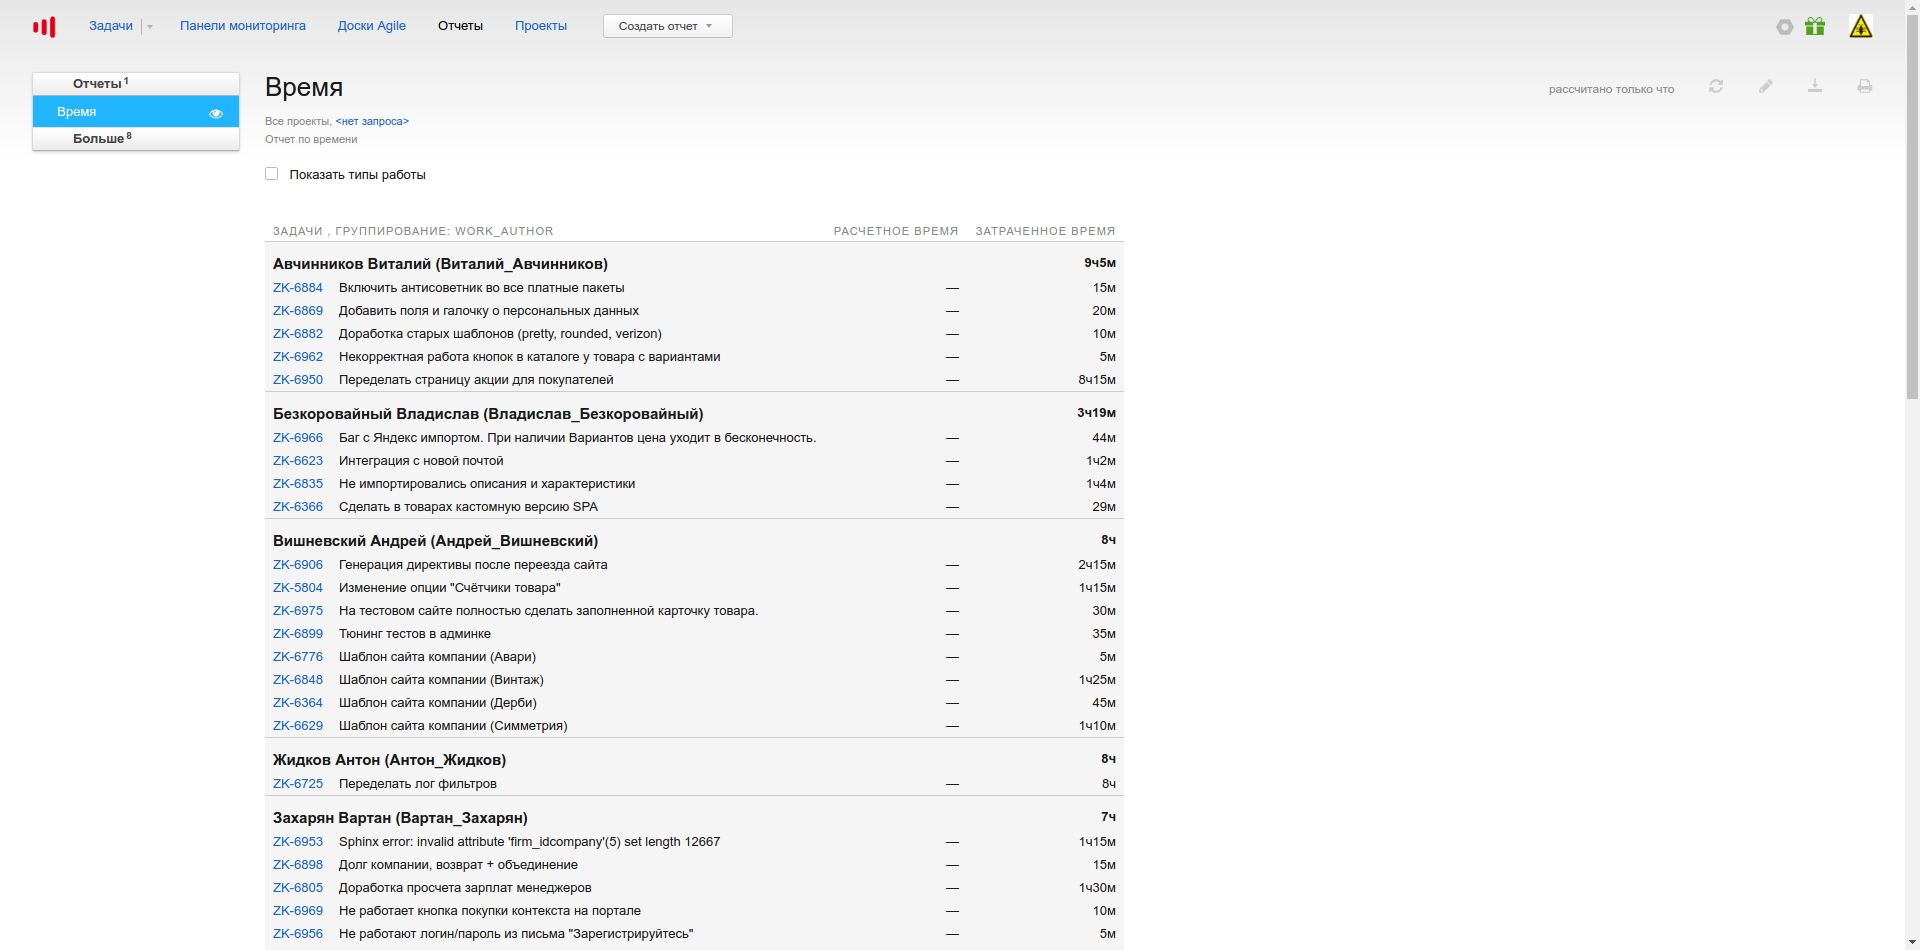 Задачи Панели мониторинга Доски Agile Отчеты Проекты Создать отчет
Отчеты 1
Время
Больше 8
Время
рассчитано только что
Все проекты, <нет запроса>
Отчет по времени
Показать типы работы
ЗАДАЧИ , ГРУППИРОВАНИЕ: WORK_AUTHOR РАСЧЕТНОЕ ВРЕМЯ ЗАТРАЧЕННОЕ ВРЕМЯ
Авчинников Виталий (Виталий_Авчинников) 9ч5м
ZK-6884 Включить антисоветник во все платные пакеты — 15м
ZK-6869 Добавить поля и галочку о персональных данных — 20м
ZK-6882 Доработка старых шаблонов (pretty, rounded, verizon) — 10м
ZK-6962 Некорректная работа кнопок в каталоге у товара с вариантами — 5м
ZK-6950 Переделать страницу акции для покупателей — 8ч15м
Безкоровайный Владислав (Владислав_Безкоровайный) 3ч19м
ZK-6966 Баг с Яндекс импортом. При наличии Вариантов цена уходит в бесконечность. — 44м
ZK-6623 Интеграция с новой почтой — 1ч2м
ZK-6835 Не импортировались описания и характеристики — 1ч4м
ZK-6366 Сделать в товарах кастомную версию SPA — 29м
Вишневский Андрей (Андрей_Вишневский) 8ч
ZK-6906 Генерация директивы после переезда сайта — 2ч15м
ZK-5804 Изменение опции "Счётчики товара" — 1ч15м
ZK-6975 На тестовом сайте полностью сделать заполненной карточку товара. — 30м
ZK-6899 Тюнинг тестов в админке — 35м
ZK-6776 Шаблон сайта компании (Авари) — 5м
ZK-6848 Шаблон сайта компании (Винтаж) — 1ч25м
ZK-6364 Шаблон сайта компании (Дерби) — 45м
ZK-6629 Шаблон сайта компании (Симметрия) — 1ч10м
Жидков Антон (Антон_Жидков) 8ч
ZK-6725 Переделать лог фильтров — 8ч
Захарян Вартан (Вартан_Захарян) 7ч
ZK-6953 Sphinx error: invalid attribute 'firm_idcompany'(5) set length 12667 — 1ч15м
ZK-6898 Долг компании, возврат + объединение — 15м
ZK-6805 Доработка просчета зарплат менеджеров — 1ч30м
ZK-6969 Не работает кнопка покупки контекста на портале — 10м
ZK-6956 Не работают логин/пароль из письма "Зарегистрируйтесь" — 5м